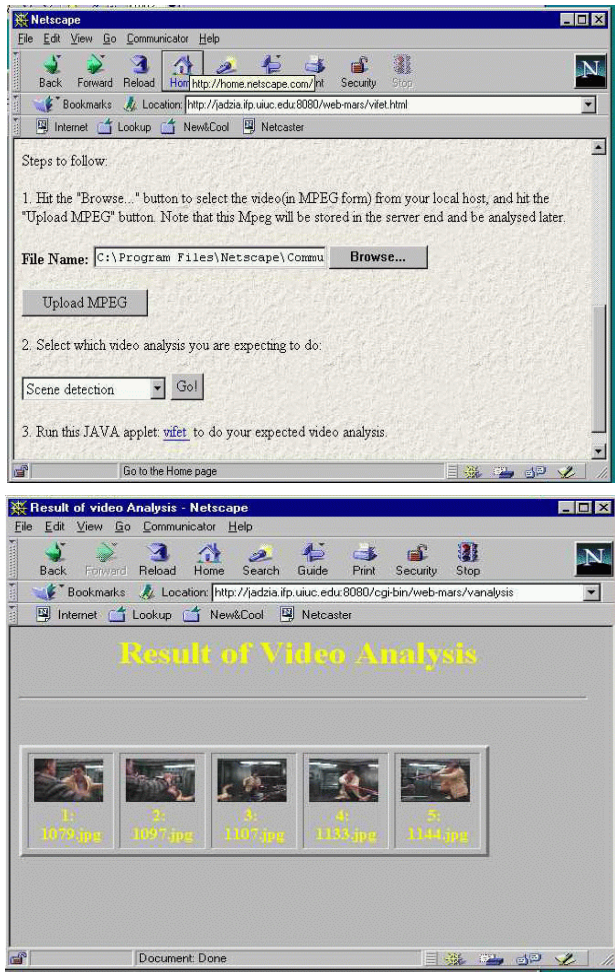 Netscape
File Edit View Go Communicator Help
Back Forward Reload Hom http://home.netscape.com/ nt Security Stop
Bookmarks Location: http://jadzia.ifp.uiuc.edu:8080/web-mars/vifet.html
Internet Lookup New&Cool Netcaster
Steps to follow:
1. Hit the "Browse..." button to select the video(in MPEG form) from your local host, and hit the
"Upload MPEG" button. Note that this Mpeg will be stored in the server end and be analysed later.
File Name: C:\Program Files\Netscape\Commu Browse...
Upload MPEG
2. Select which video analysis you are expecting to do:
Scene detection Go!
3. Run this JAVA applet: vifet to do your expected video analysis.
Go to the Home page
Result of video Analysis - Netscape
File Edit View Go Communicator Help
Back Forward Reload Home Search Guide Print Security Stop
Bookmarks Location: http://jadzia.ifp.uiuc.edu:8080/cgi-bin/web-mars/vanalysis
Internet Lookup New&Cool Netcaster
Result of Video Analysis
1: 2: 3: 4: 5:
1079.jpg 1097.jpg 1107.jpg 1133.jpg 1144.jpg
Document: Done